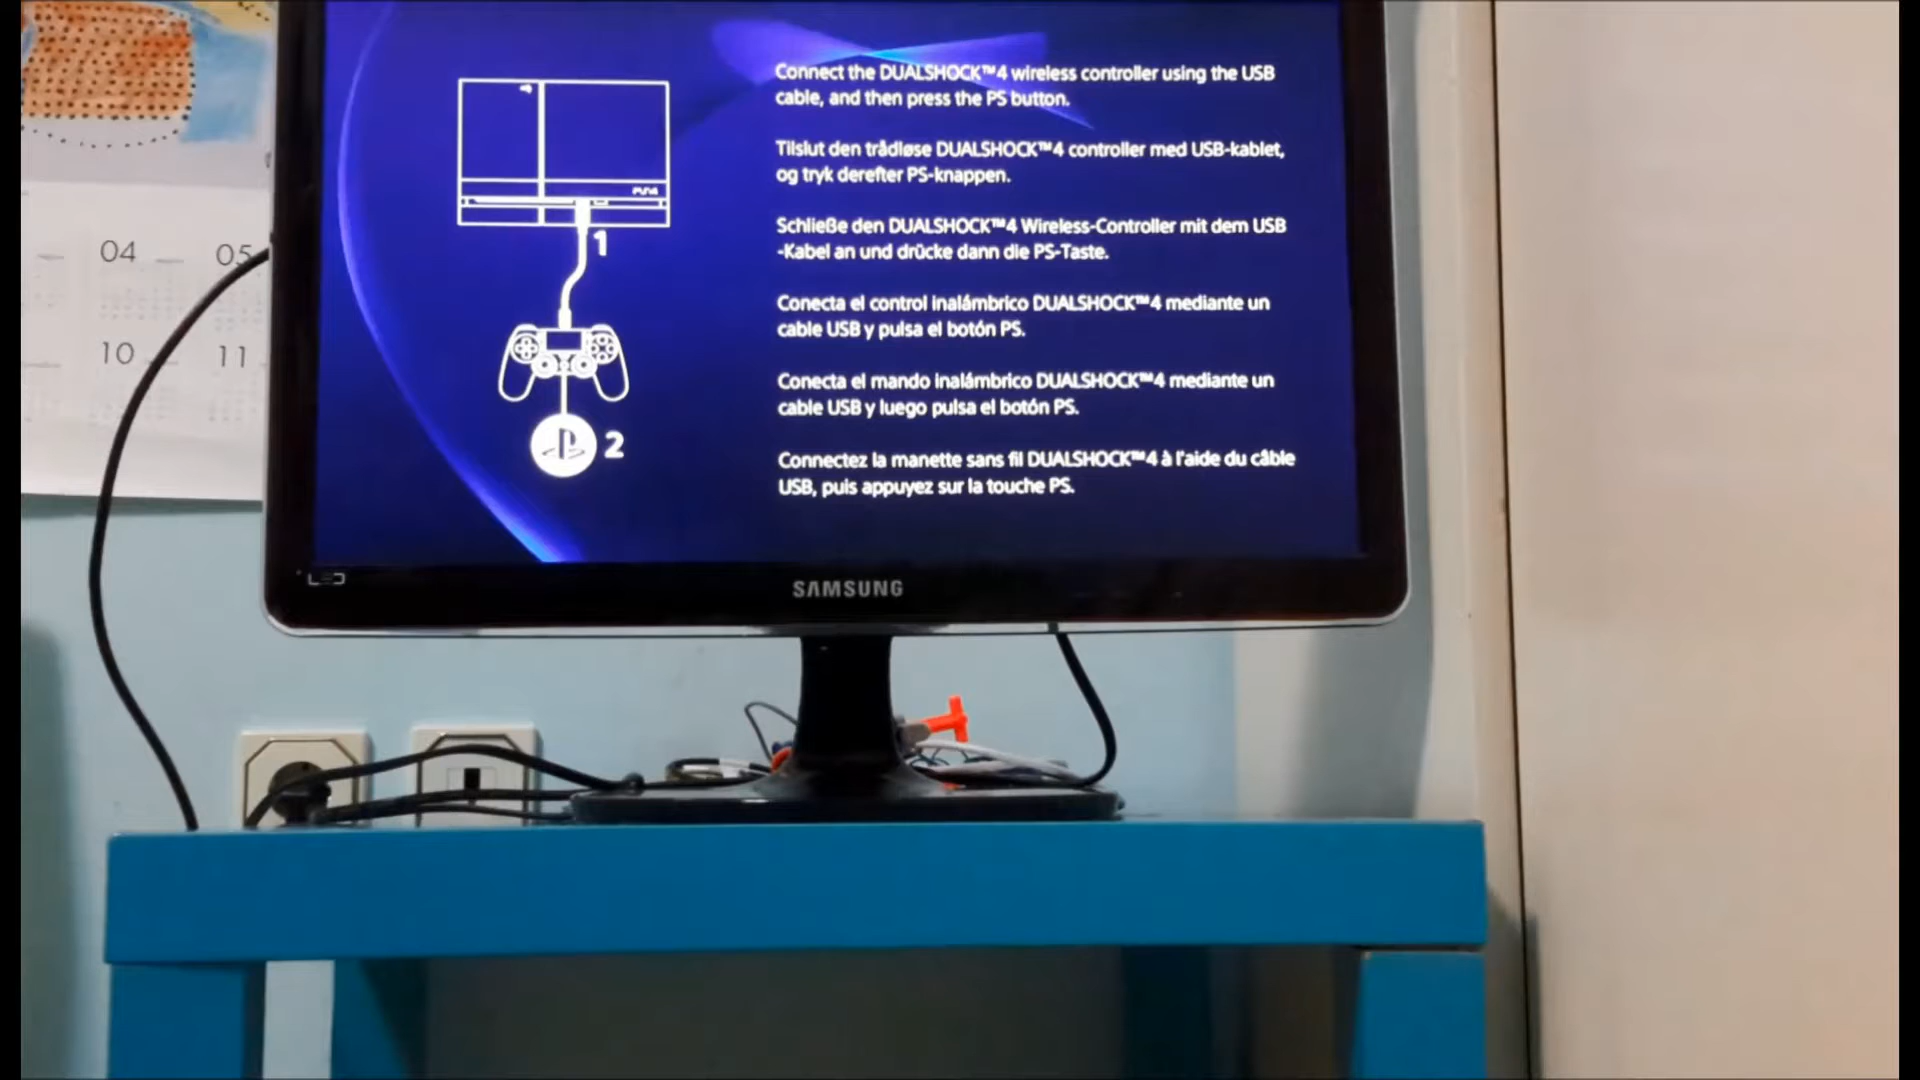 Connect the DUALSHOCK™4 wireless controller using the USB
cable, and then press the PS button.
Tilslut den trådløse DUALSHOCK™4 controller med USB-kablet,
og tryk derefter PS-knappen.
Schließe den DUALSHOCK™4 Wireless-Controller mit dem USB
-Kabel an und drücke dann die PS-Taste.
Conecta el control inalámbrico DUALSHOCK™4 mediante un
cable USB y pulsa el botón PS.
Conecta el mando inalámbrico DUALSHOCK™4 mediante un
cable USB y luego pulsa el botón PS.
Connectez la manette sans fil DUALSHOCK™4 à l'aide du câble
USB, puis appuyez sur la touche PS.
PS4
1
2
04
05
10
11
LED
SAMSUNG